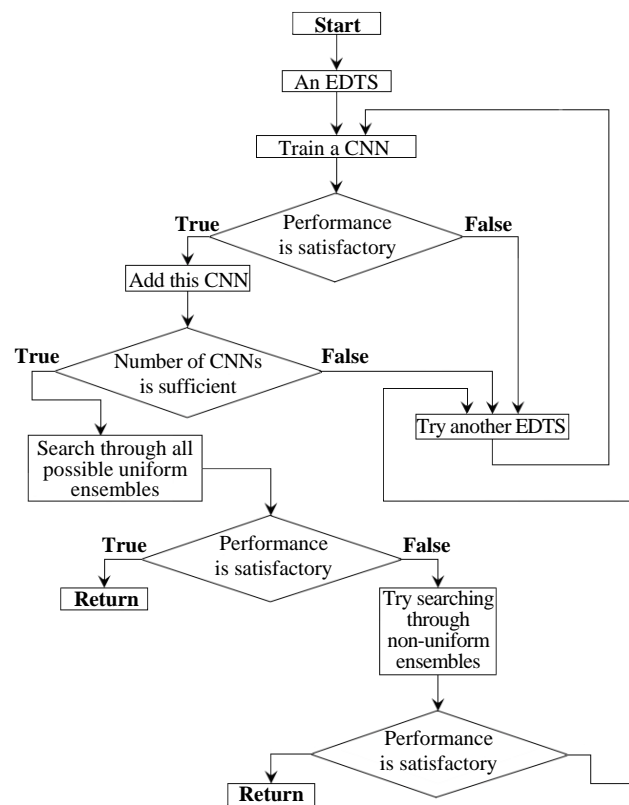 Start
An EDTS
Train a CNN
True
Performance
is satisfactory
False
Add this CNN
True
Number of CNNs
is sufficient
False
Try another EDTS
Search through all
possible uniform
ensembles
True
Performance
is satisfactory
False
Return
Try searching
through
non-uniform
ensembles
Performance
is satisfactory
Return